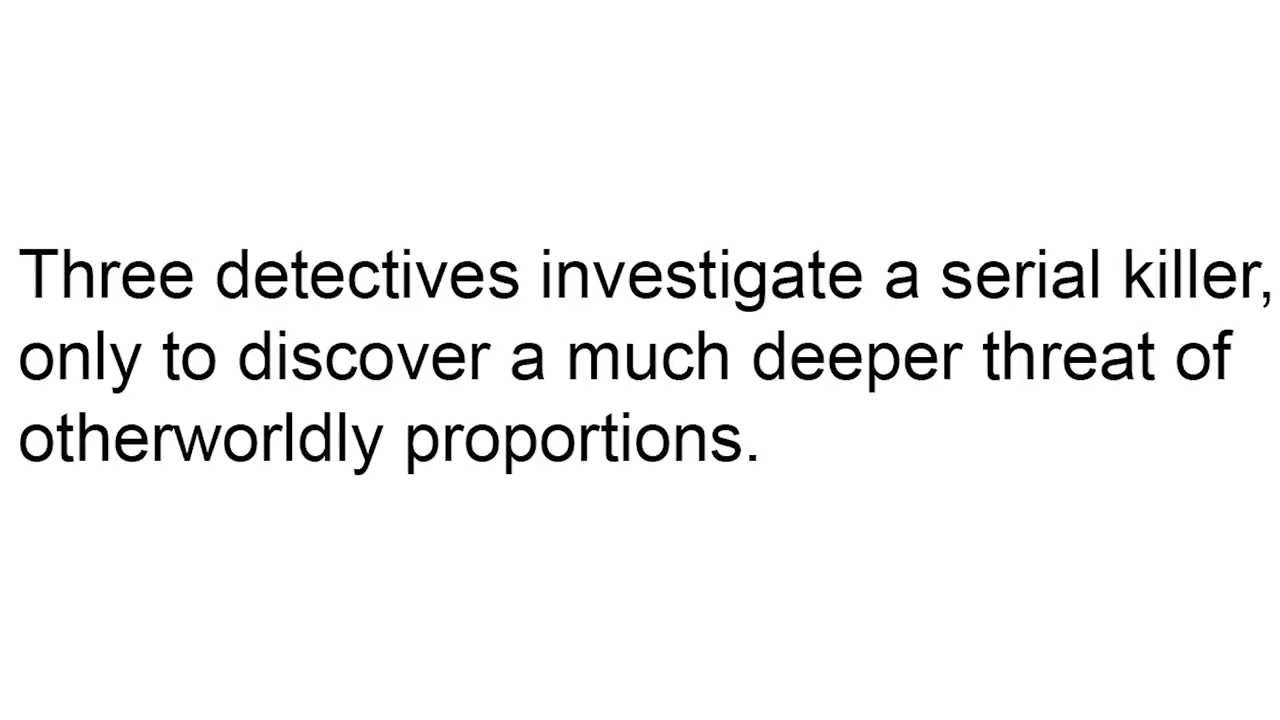 Three detectives investigate a serial killer,
only to discover a much deeper threat of
otherworldly proportions.